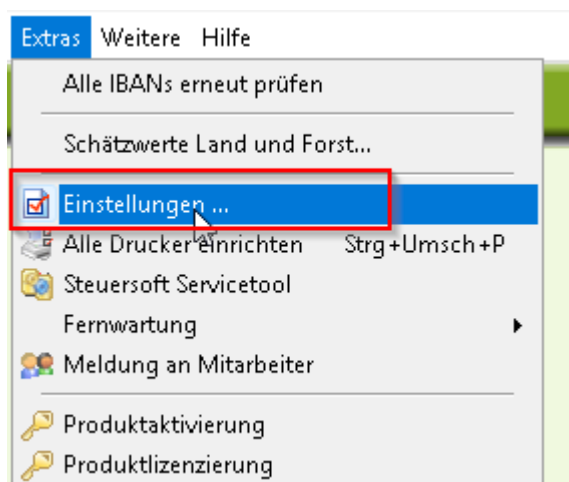 Extras Weitere Hilfe
Alle IBANs erneut prüfen
Schätzwerte Land und Forst...
Einstellungen ...
Alle Drucker einrichten Strg+Umsch+P
Steuersoft Servicetool
Fernwartung
Meldung an Mitarbeiter
Produktaktivierung
Produktlizenzierung